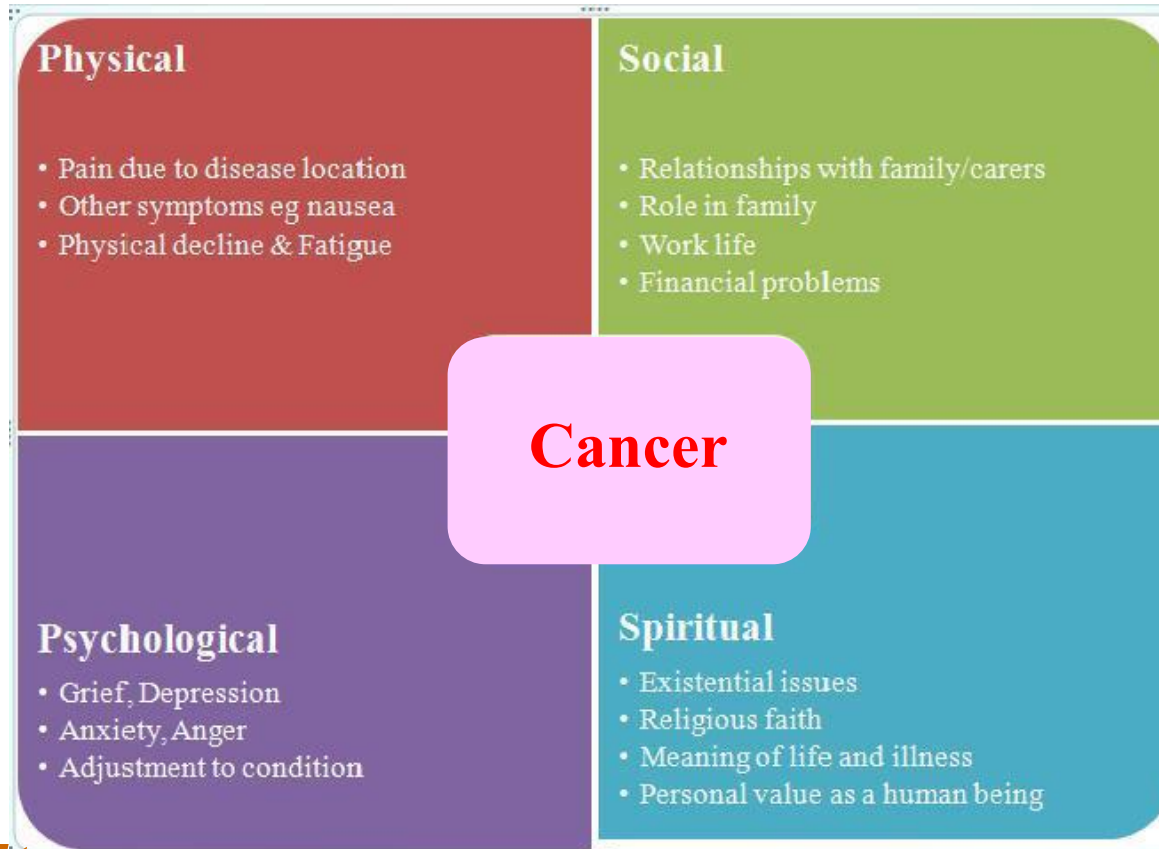 Physical
• Pain due to disease location
• Other symptoms eg nausea
• Physical decline & Fatigue
Social
• Relationships with family/carers
• Role in family
• Work life
• Financial problems
Cancer
Psychological
• Grief, Depression
• Anxiety, Anger
• Adjustment to condition
Spiritual
• Existential issues
• Religious faith
• Meaning of life and illness
• Personal value as a human being